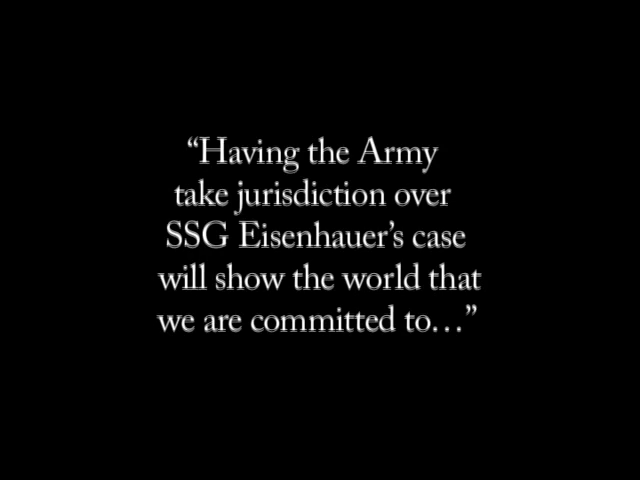 “Having the Army
take jurisdiction over
SSG Eisenhauer’s case
will show the world that
we are committed to…”